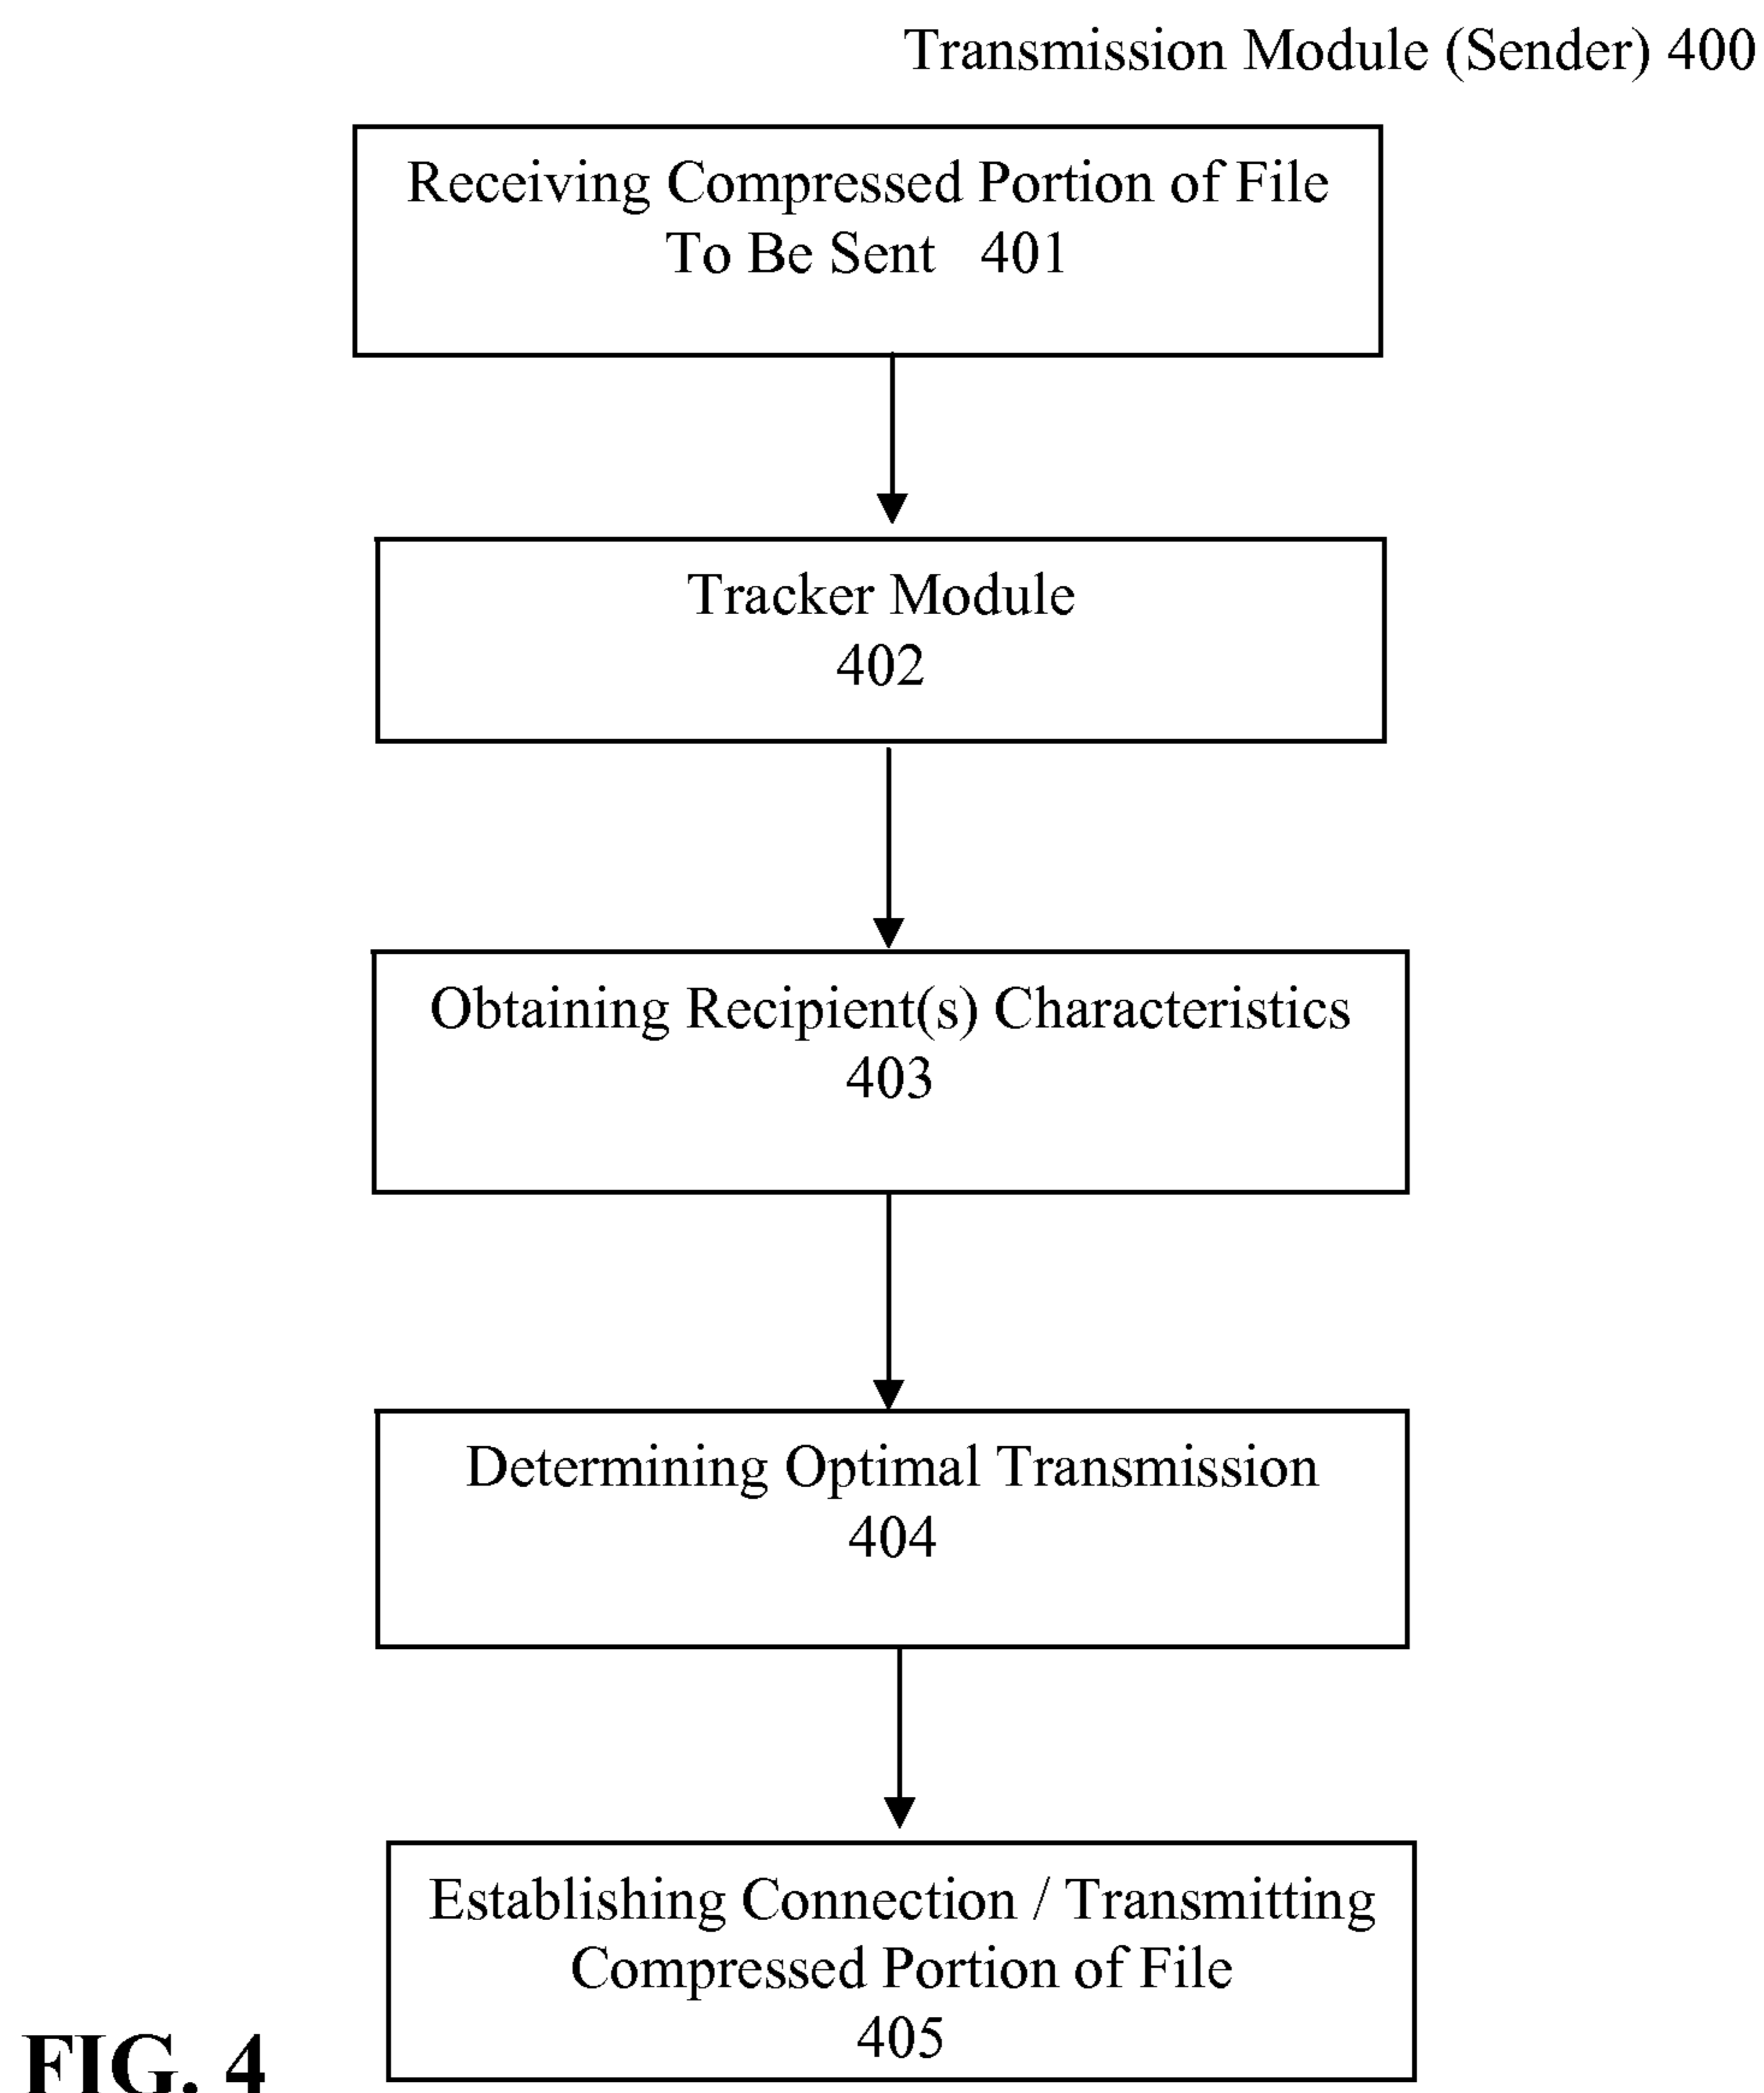 Transmission Module (Sender) 400
Receiving Compressed Portion of File
To Be Sent 401
Tracker Module
402
Obtaining Recipient(s) Characteristics
403
Determining Optimal Transmission
404
Establishing Connection / Transmitting
Compressed Portion of File
405
FIG. 4